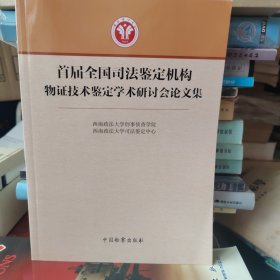 首届全国司法鉴定机构
物证技术鉴定学术研讨会论文集
西南政法大学刑事侦查学院
西南政法大学司法鉴定中心
中国检察出版社